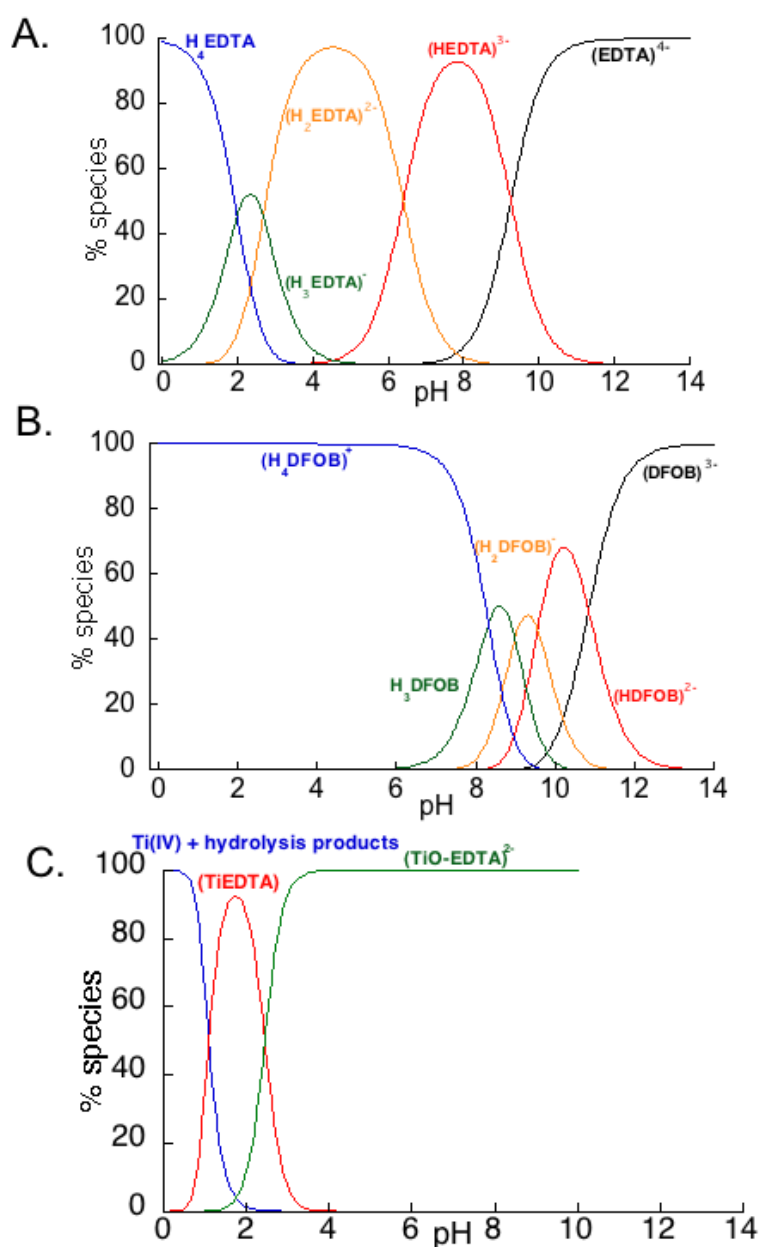 A.
H₄EDTA
(HEDTA)³⁻
(EDTA)⁴⁻
(H₂EDTA)²⁻
(H₃EDTA)⁻
% species
100
80
60
40
20
0
0 2 4 6 8 10 12 14
pH
B.
(H₄DFOB)⁺
(DFOB)³⁻
(H₂DFOB)⁻
H₃DFOB
(HDFOB)²⁻
% species
100
80
60
40
20
0
0 2 4 6 8 10 12 14
pH
C.
Ti(IV) + hydrolysis products
(TiEDTA)
(TiO-EDTA)²⁻
% species
100
80
60
40
20
0
0 2 4 6 8 10 12 14
pH